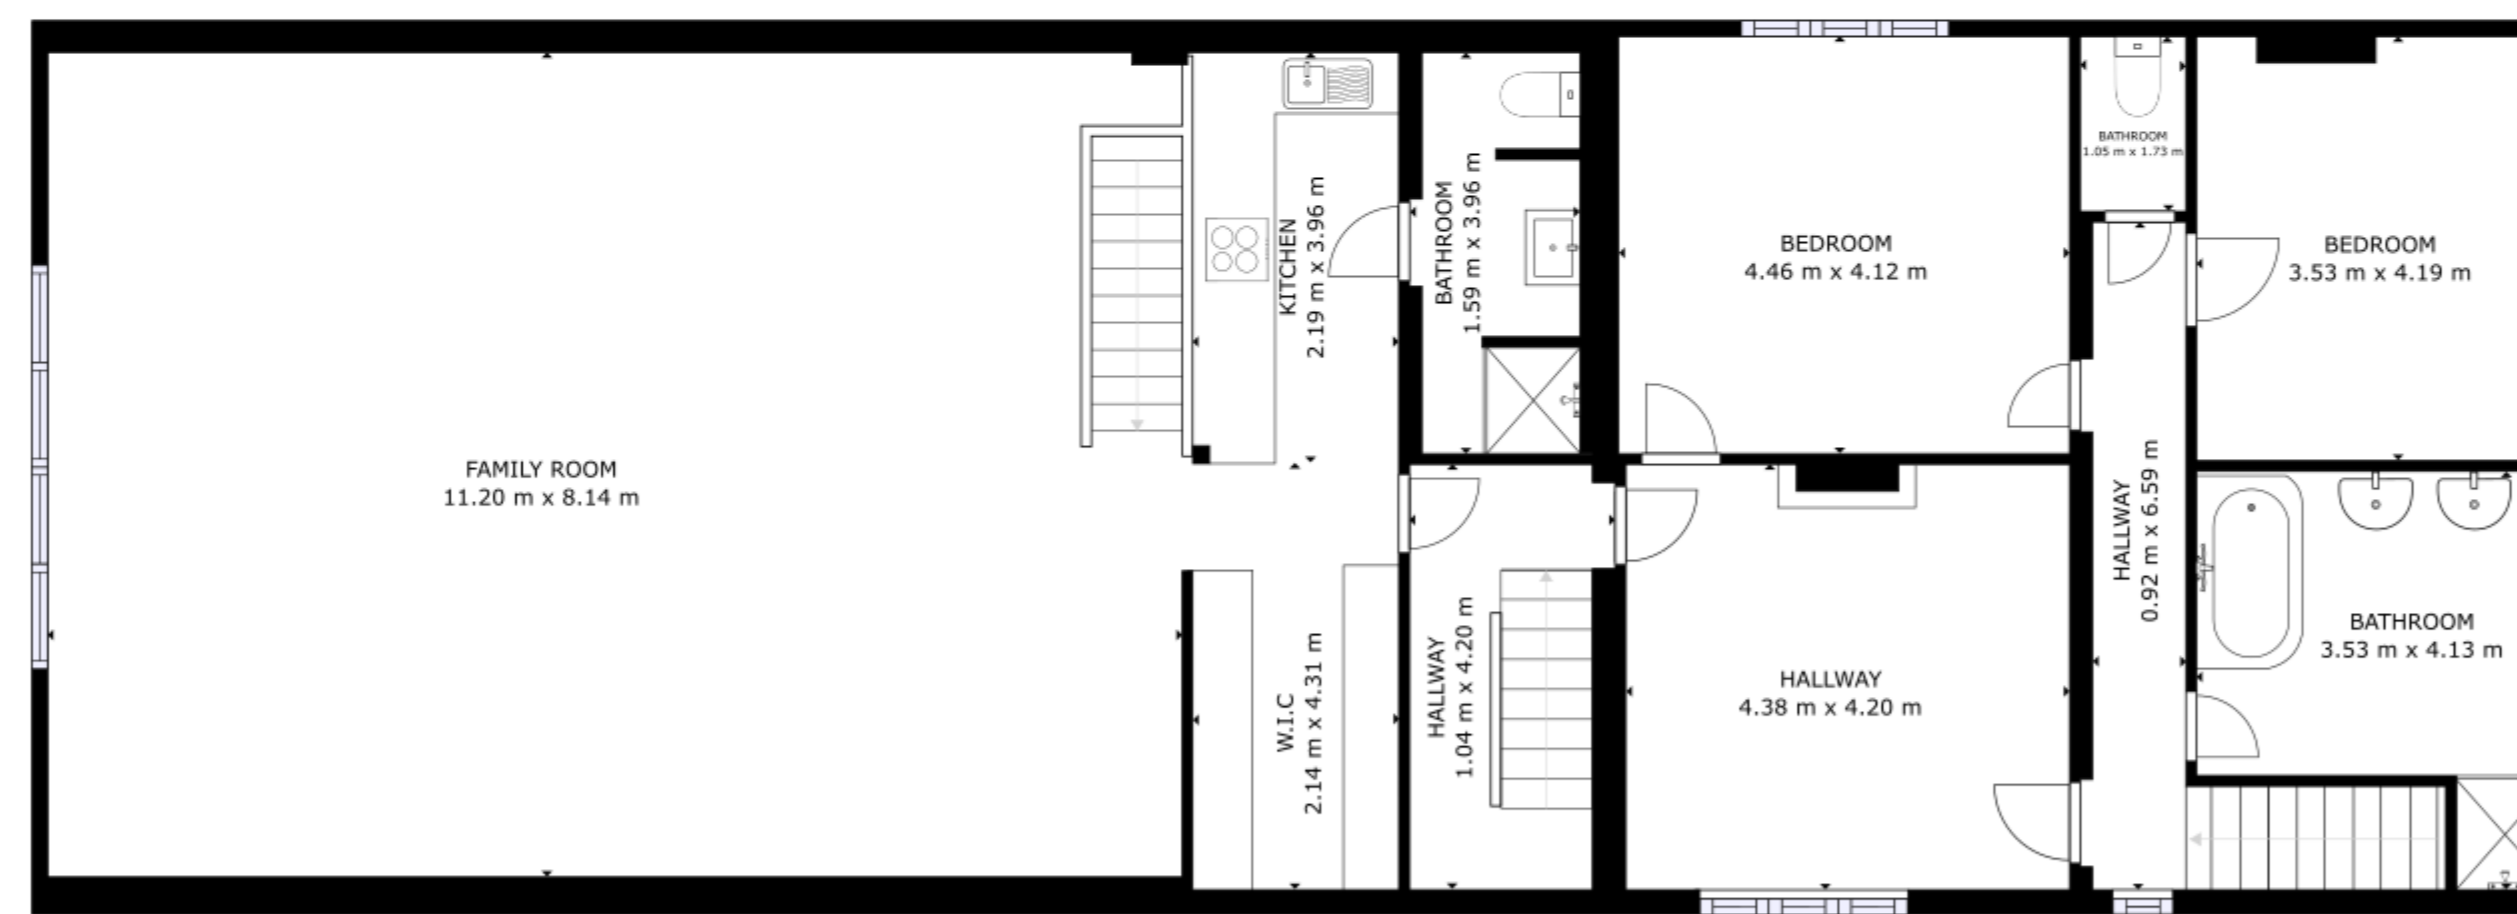 FAMILY ROOM
11.20 m x 8.14 m
KITCHEN
2.19 m x 3.96 m
W.I.C
2.14 m x 4.31 m
BATHROOM
1.59 m x 3.96 m
HALLWAY
1.04 m x 4.20 m
BEDROOM
4.46 m x 4.12 m
HALLWAY
4.38 m x 4.20 m
BATHROOM
1.05 m x 1.73 m
HALLWAY
0.92 m x 6.59 m
BEDROOM
3.53 m x 4.19 m
BATHROOM
3.53 m x 4.13 m